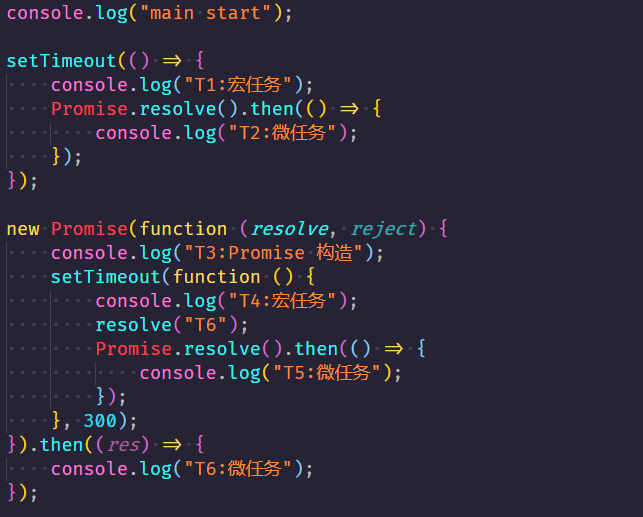 console.log("main start");

setTimeout(() => {
    console.log("T1:宏任务");
    Promise.resolve().then(() => {
        console.log("T2:微任务");
    });
});

new Promise(function (resolve, reject) {
    console.log("T3:Promise 构造");
    setTimeout(function () {
        console.log("T4:宏任务");
        resolve("T6");
        Promise.resolve().then(() => {
            console.log("T5:微任务");
        });
    }, 300);
}).then((res) => {
    console.log("T6:微任务");
});